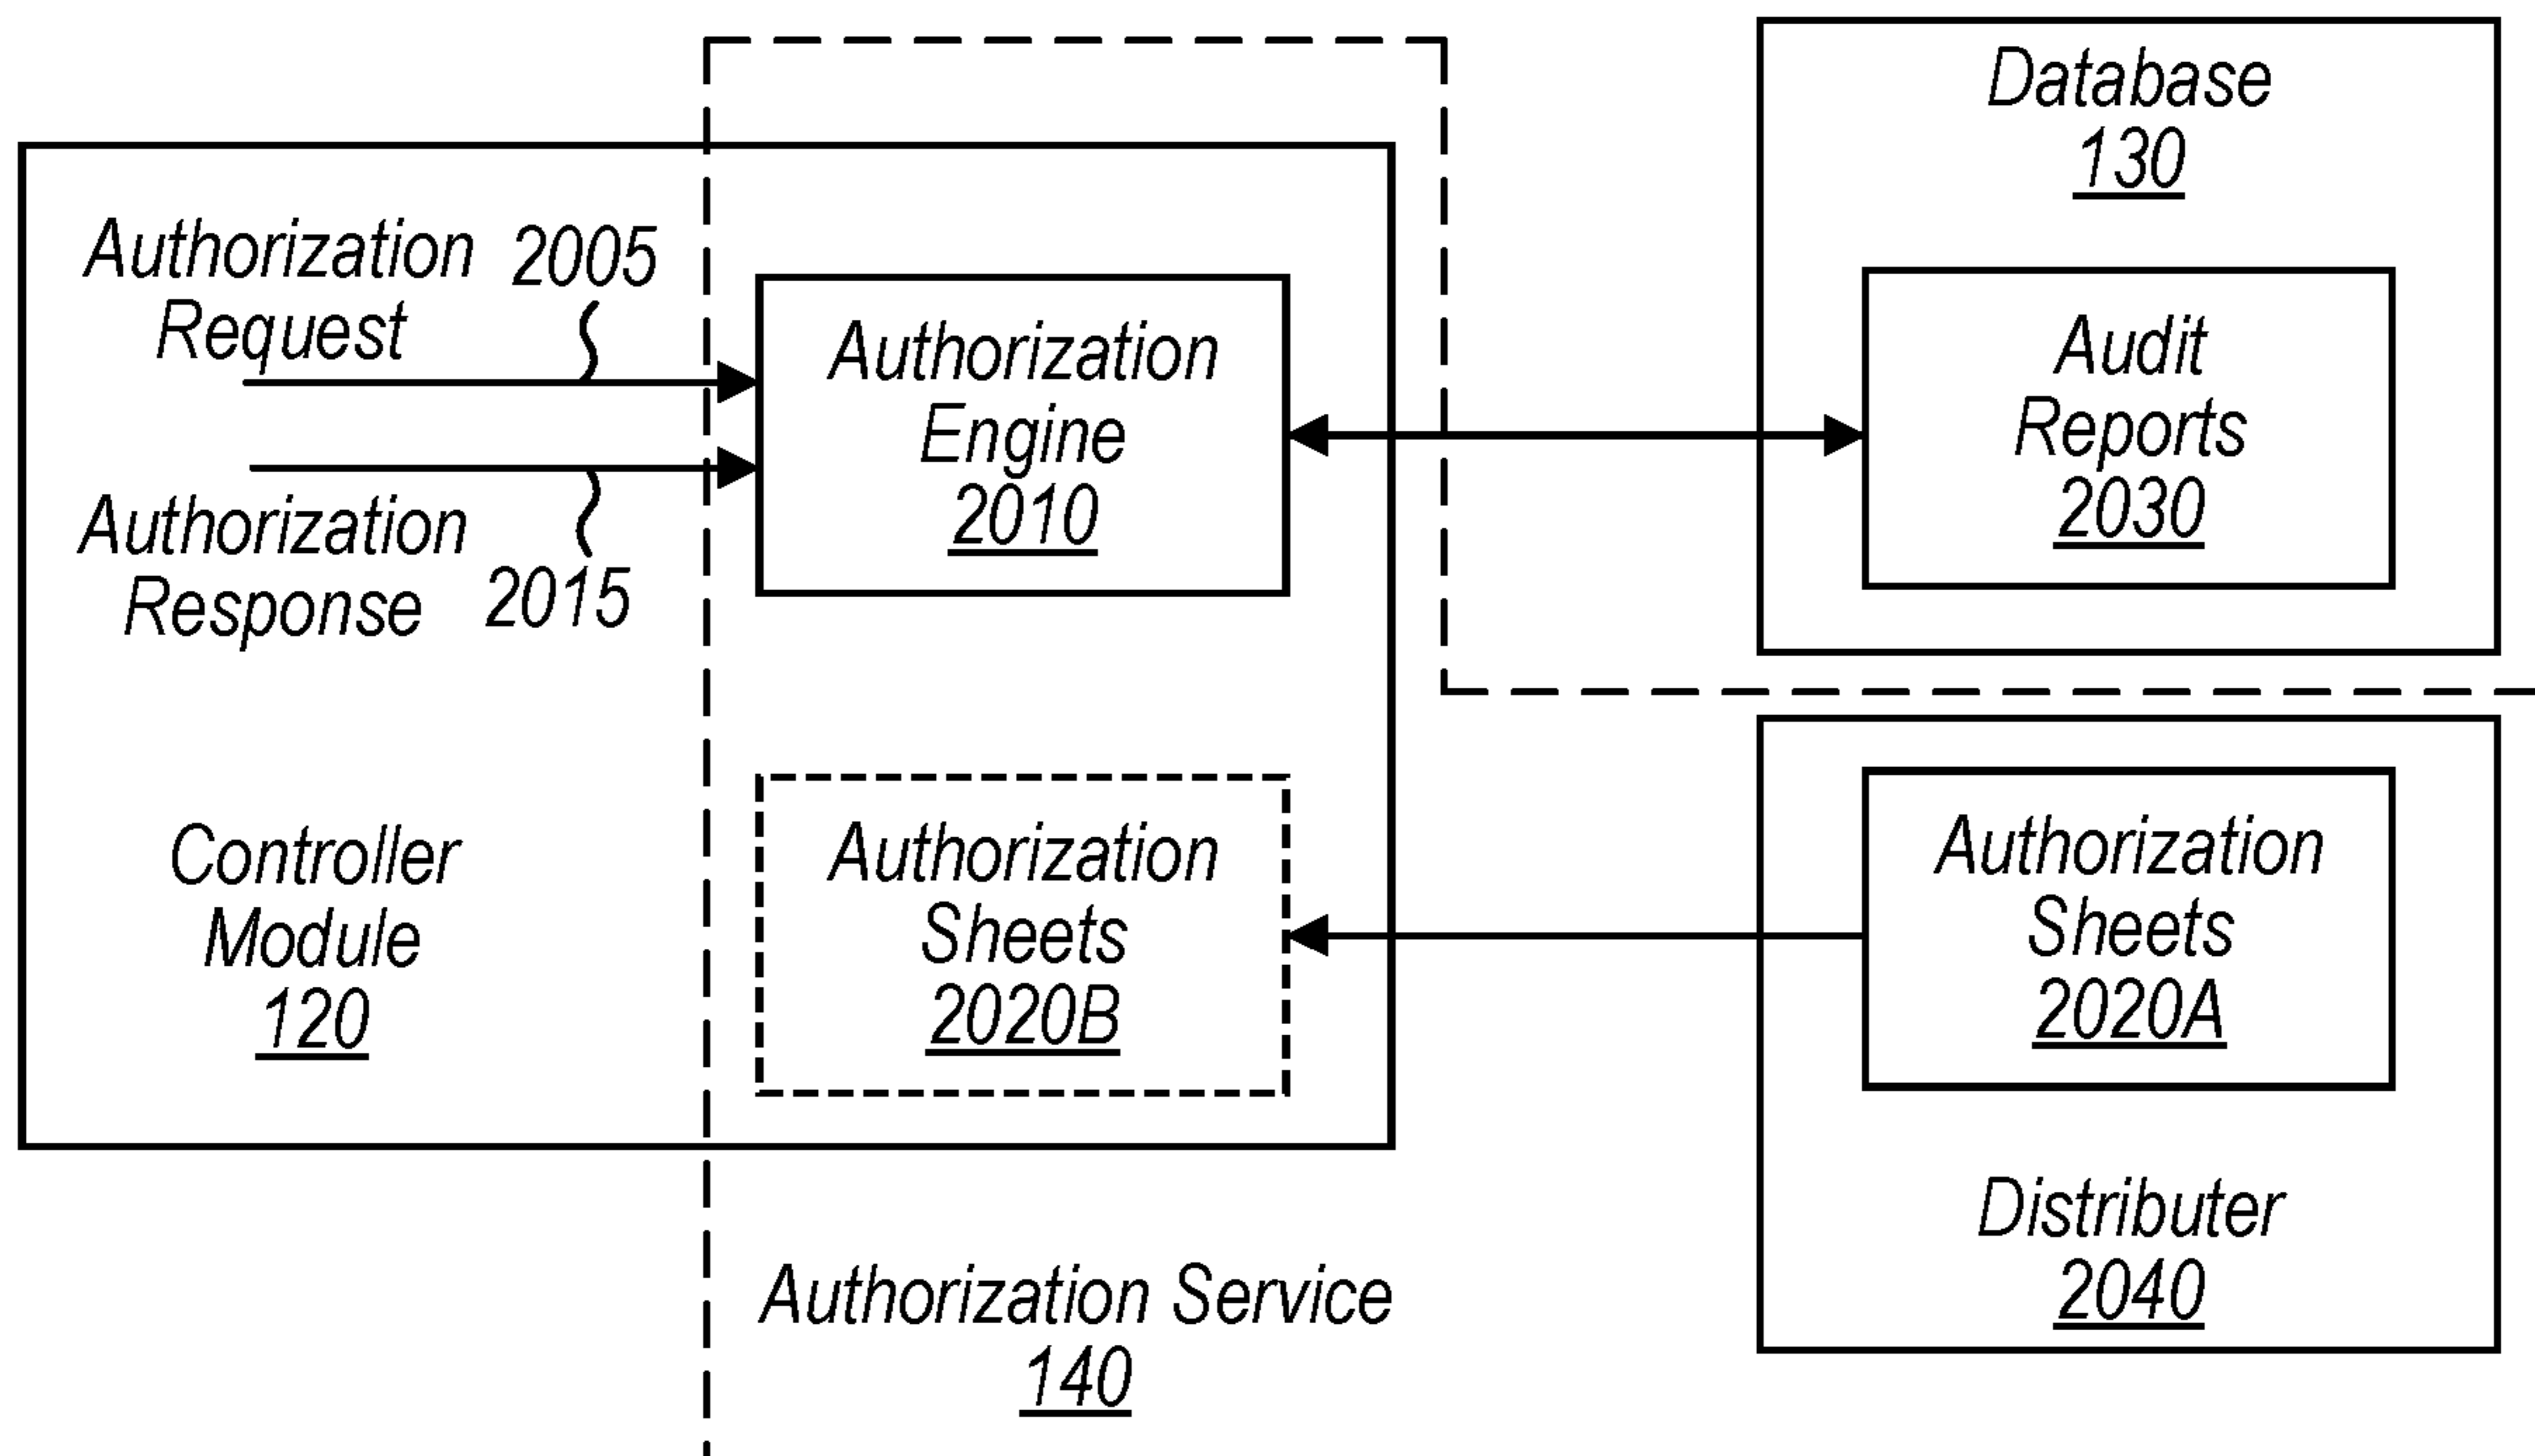 Authorization
Request
2005
Authorization
Response
2015
Controller
Module
120
Authorization
Engine
2010
Authorization
Sheets
2020B
Authorization Service
140
Database
130
Audit
Reports
2030
Authorization
Sheets
2020A
Distributer
2040